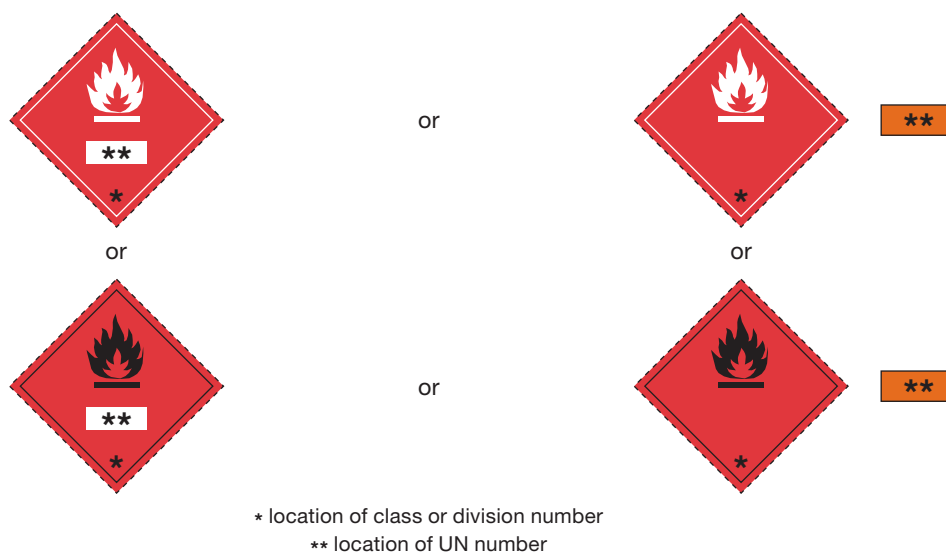 ** or **
* *
or or
** or **
* *
* location of class or division number
** location of UN number